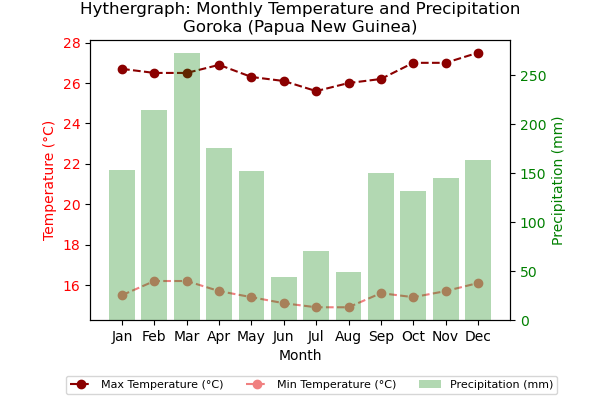 Hythergraph: Monthly Temperature and Precipitation
Goroka (Papua New Guinea)
28
26
24
22
20
18
16
Temperature (°C)
250
200
150
100
50
0
Precipitation (mm)
Jan Feb Mar Apr May Jun Jul Aug Sep Oct Nov Dec
Month
Max Temperature (°C) Min Temperature (°C) Precipitation (mm)